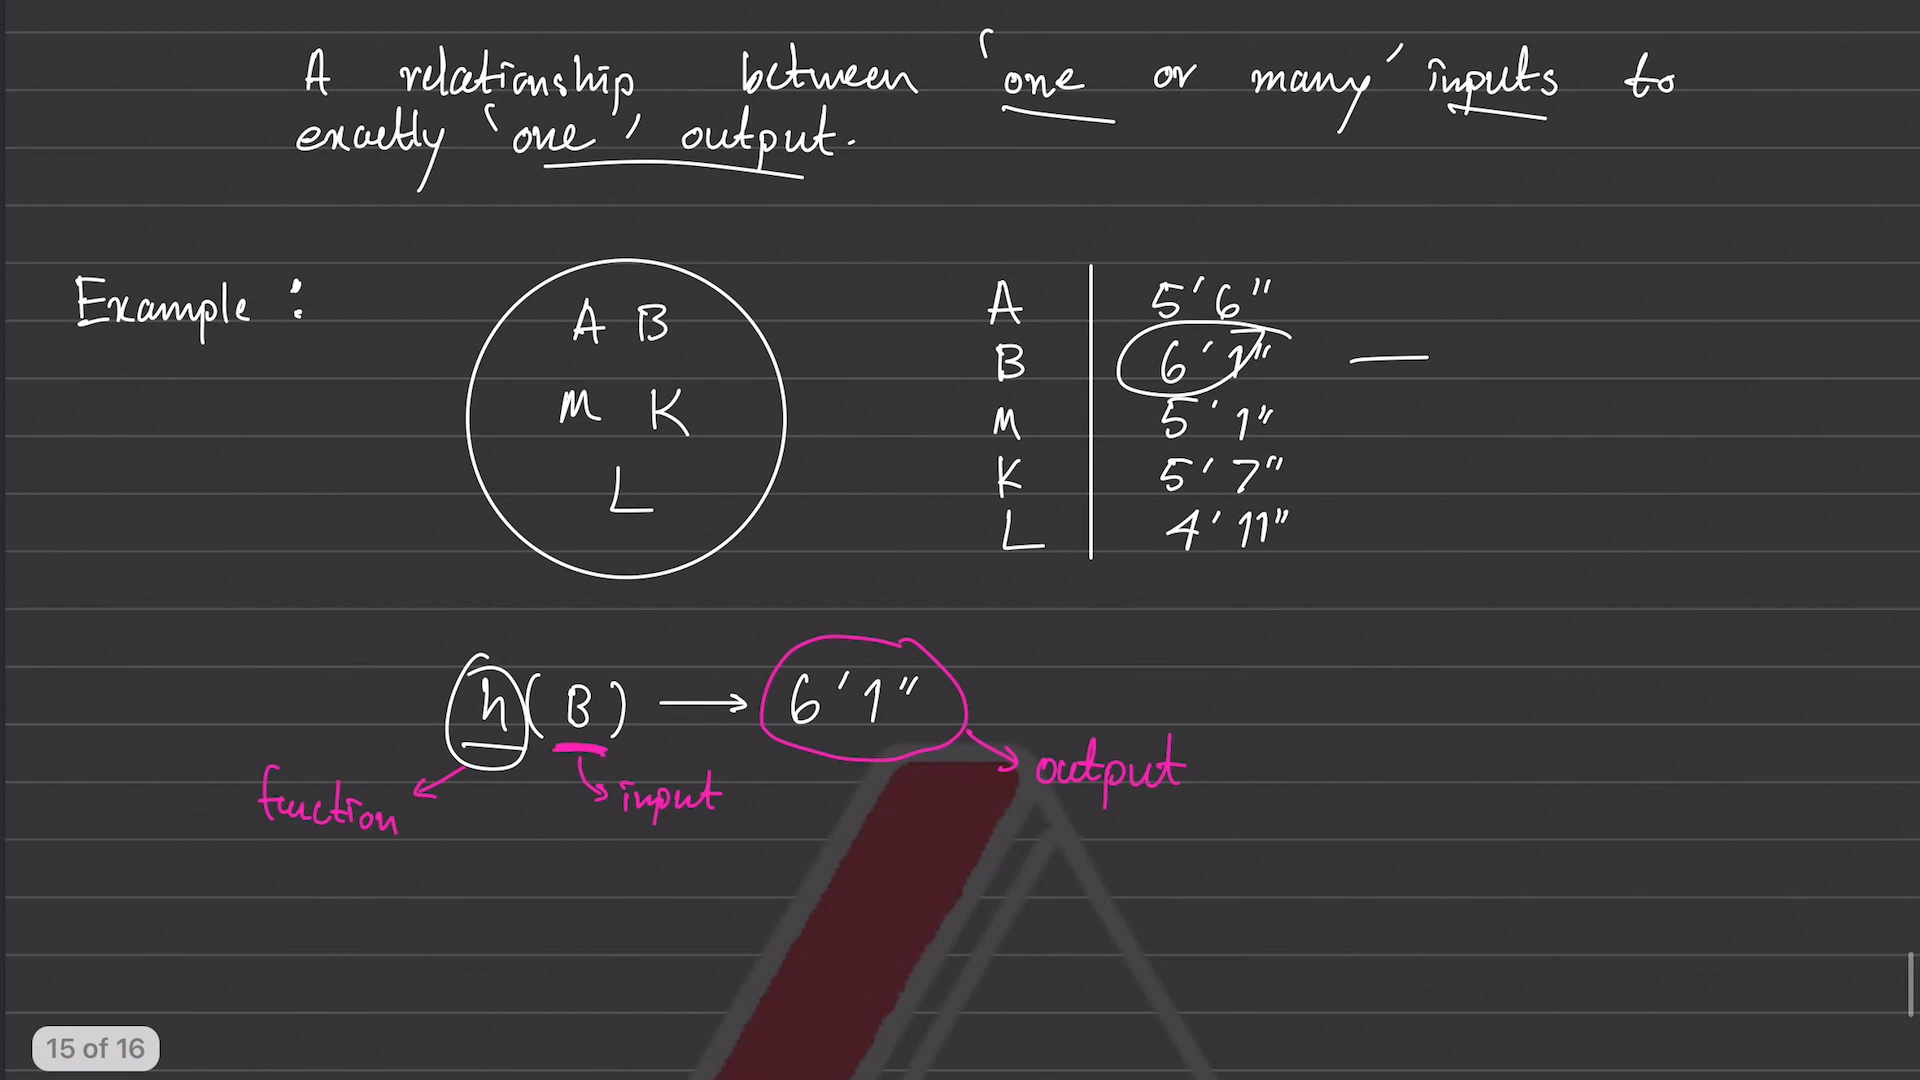 A relationship between 'one or many' inputs to
exactly 'one' output.
Example :
A B
M K
L
A 5'6"
B 6'1"
M 5'1"
K 5'7"
L 4'11"
h(B) → 6'1"
function
input
output
15 of 16